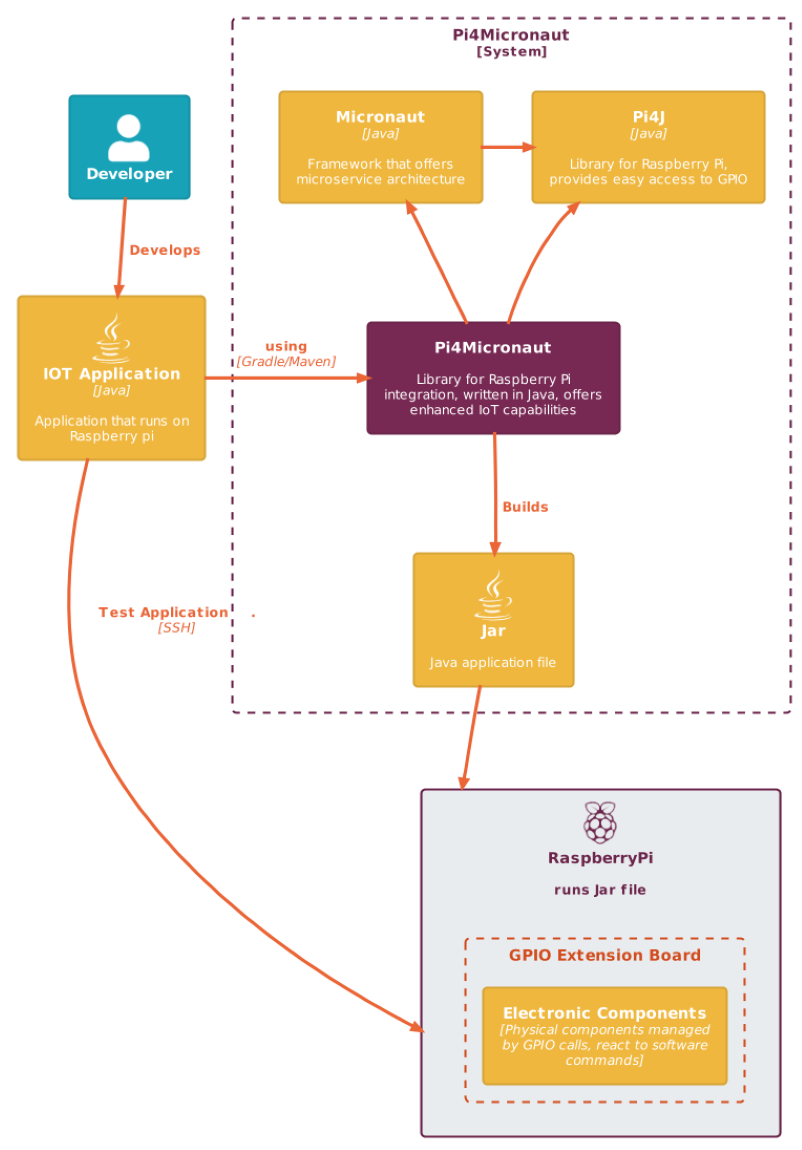 Pi4Micronaut
[System]
Developer
Micronaut
[Java]
Framework that offers
microservice architecture
Pi4J
[Java]
Library for Raspberry Pi,
provides easy access to GPIO
Develops
IOT Application
[Java]
Application that runs on
Raspberry pi
using
[Gradle/Maven]
Pi4Micronaut
Library for Raspberry Pi
integration, written in Java, offers
enhanced IoT capabilities
Builds
Jar
Java application file
Test Application .
[SSH]
RaspberryPi
runs Jar file
GPIO Extension Board
Electronic Components
[Physical components managed
by GPIO calls, react to software
commands]